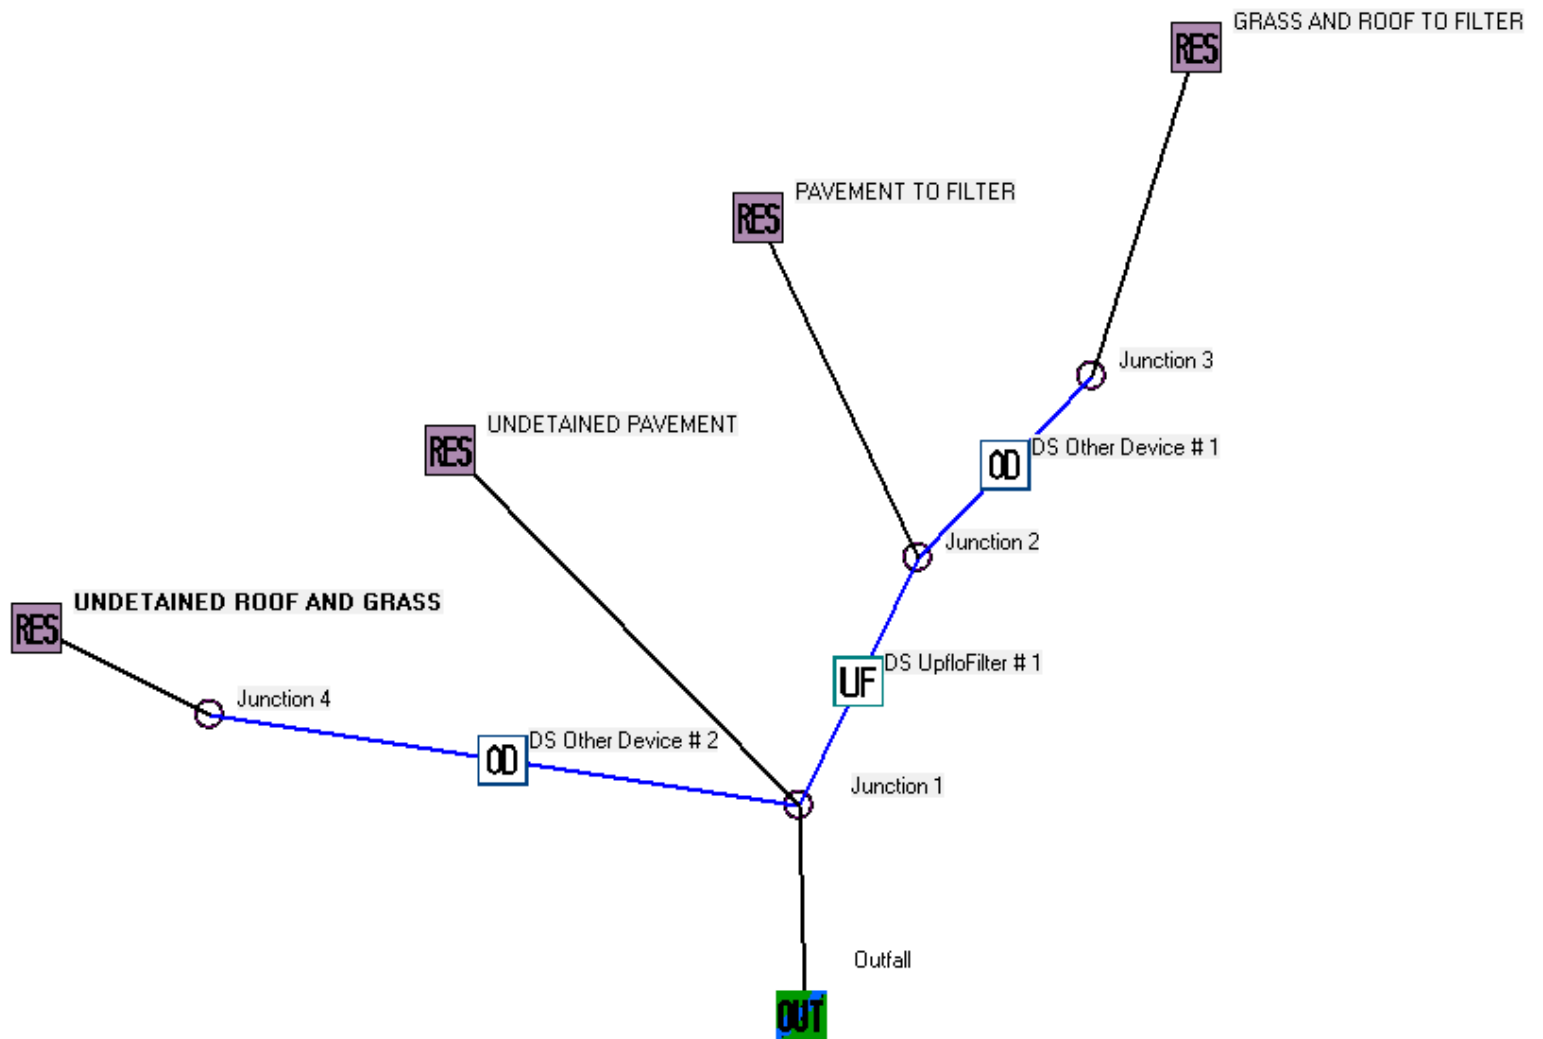 GRASS AND ROOF TO FILTER
RES
PAVEMENT TO FILTER
RES
Junction 3
UNDETAINED PAVEMENT
RES
DS Other Device # 1
OD
Junction 2
UNDETAINED ROOF AND GRASS
RES
DS UpfloFilter # 1
UF
Junction 4
DS Other Device # 2
OD
Junction 1
Outfall
OUT